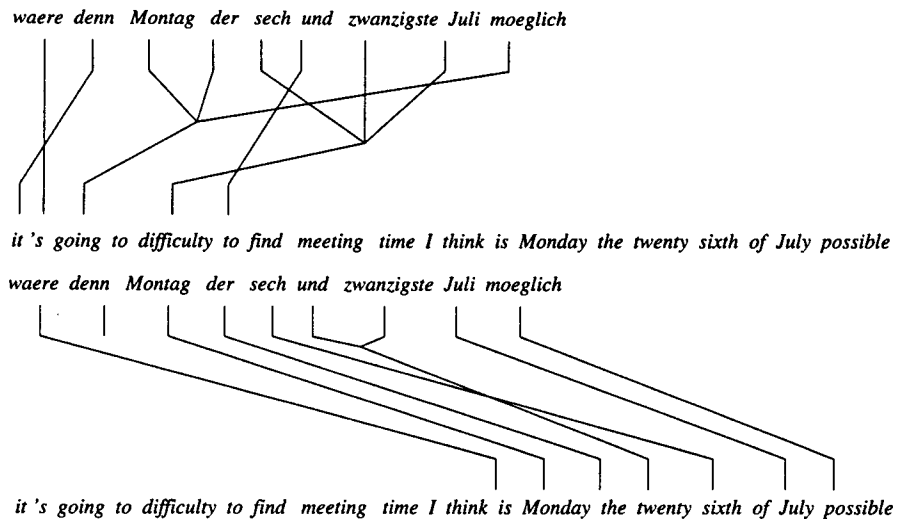 waere denn Montag der sech und zwanzigste Juli moeglich
it 's going to difficulty to find meeting time I think is Monday the twenty sixth of July possible
waere denn Montag der sech und zwanzigste Juli moeglich
it 's going to difficulty to find meeting time I think is Monday the twenty sixth of July possible